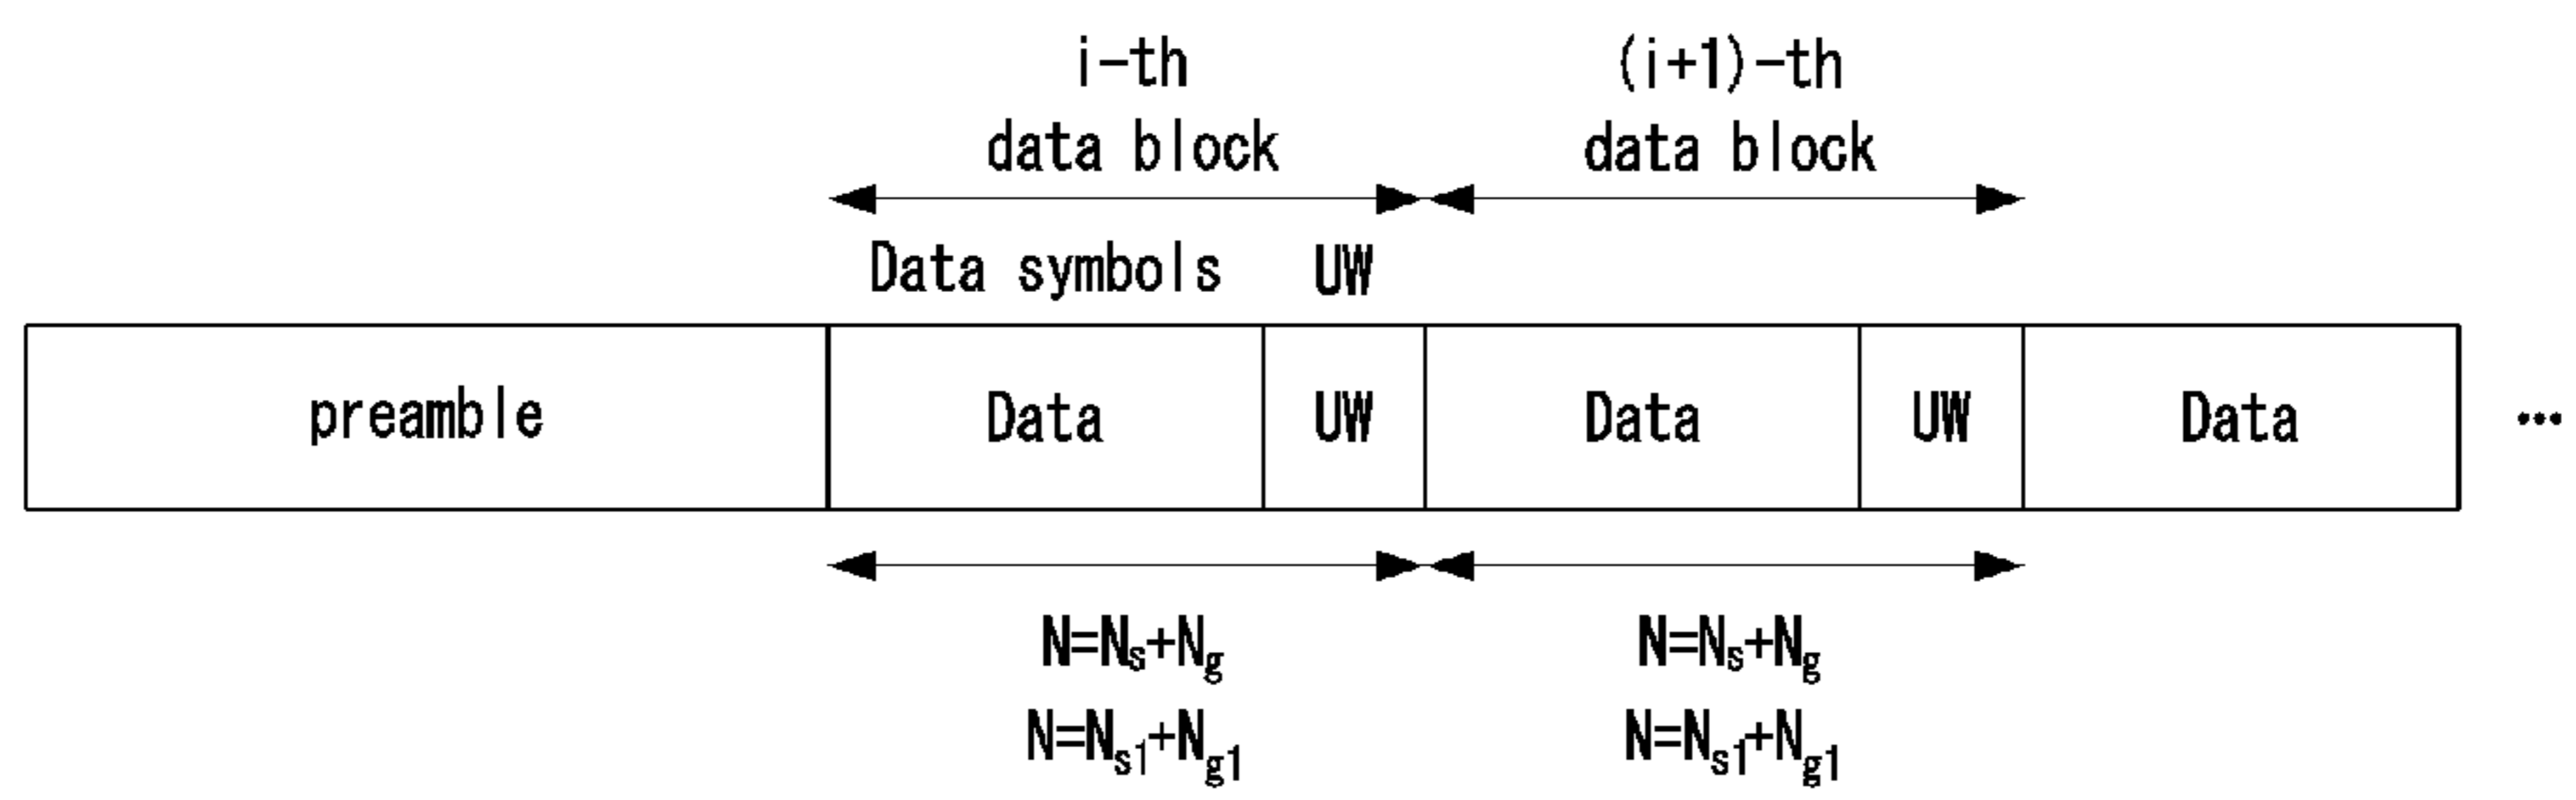 i-th (i+1)-th
data block data block
Data symbols UW
preamble Data UW Data UW Data ...
N=Ns+Ng N=Ns+Ng
N=Ns1+Ng1 N=Ns1+Ng1